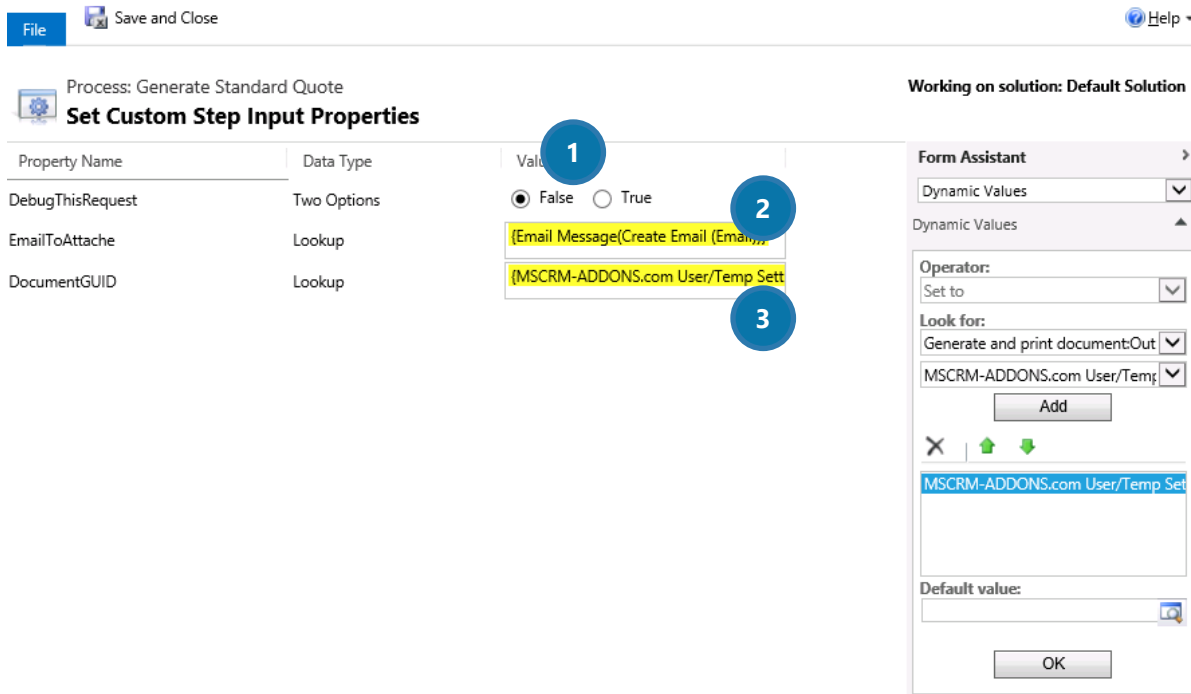 File
Save and Close
Help
Process: Generate Standard Quote
Set Custom Step Input Properties
Working on solution: Default Solution
Property Name
Data Type
Valu
1
DebugThisRequest
Two Options
False
True
2
EmailToAttache
Lookup
{Email Message(Create Email (Email))}
DocumentGUID
Lookup
{MSCRM-ADDONS.com User/Temp Sett
3
Form Assistant
Dynamic Values
Dynamic Values
Operator:
Set to
Look for:
Generate and print document:Out
MSCRM-ADDONS.com User/Temp
Add
MSCRM-ADDONS.com User/Temp Set
Default value:
OK